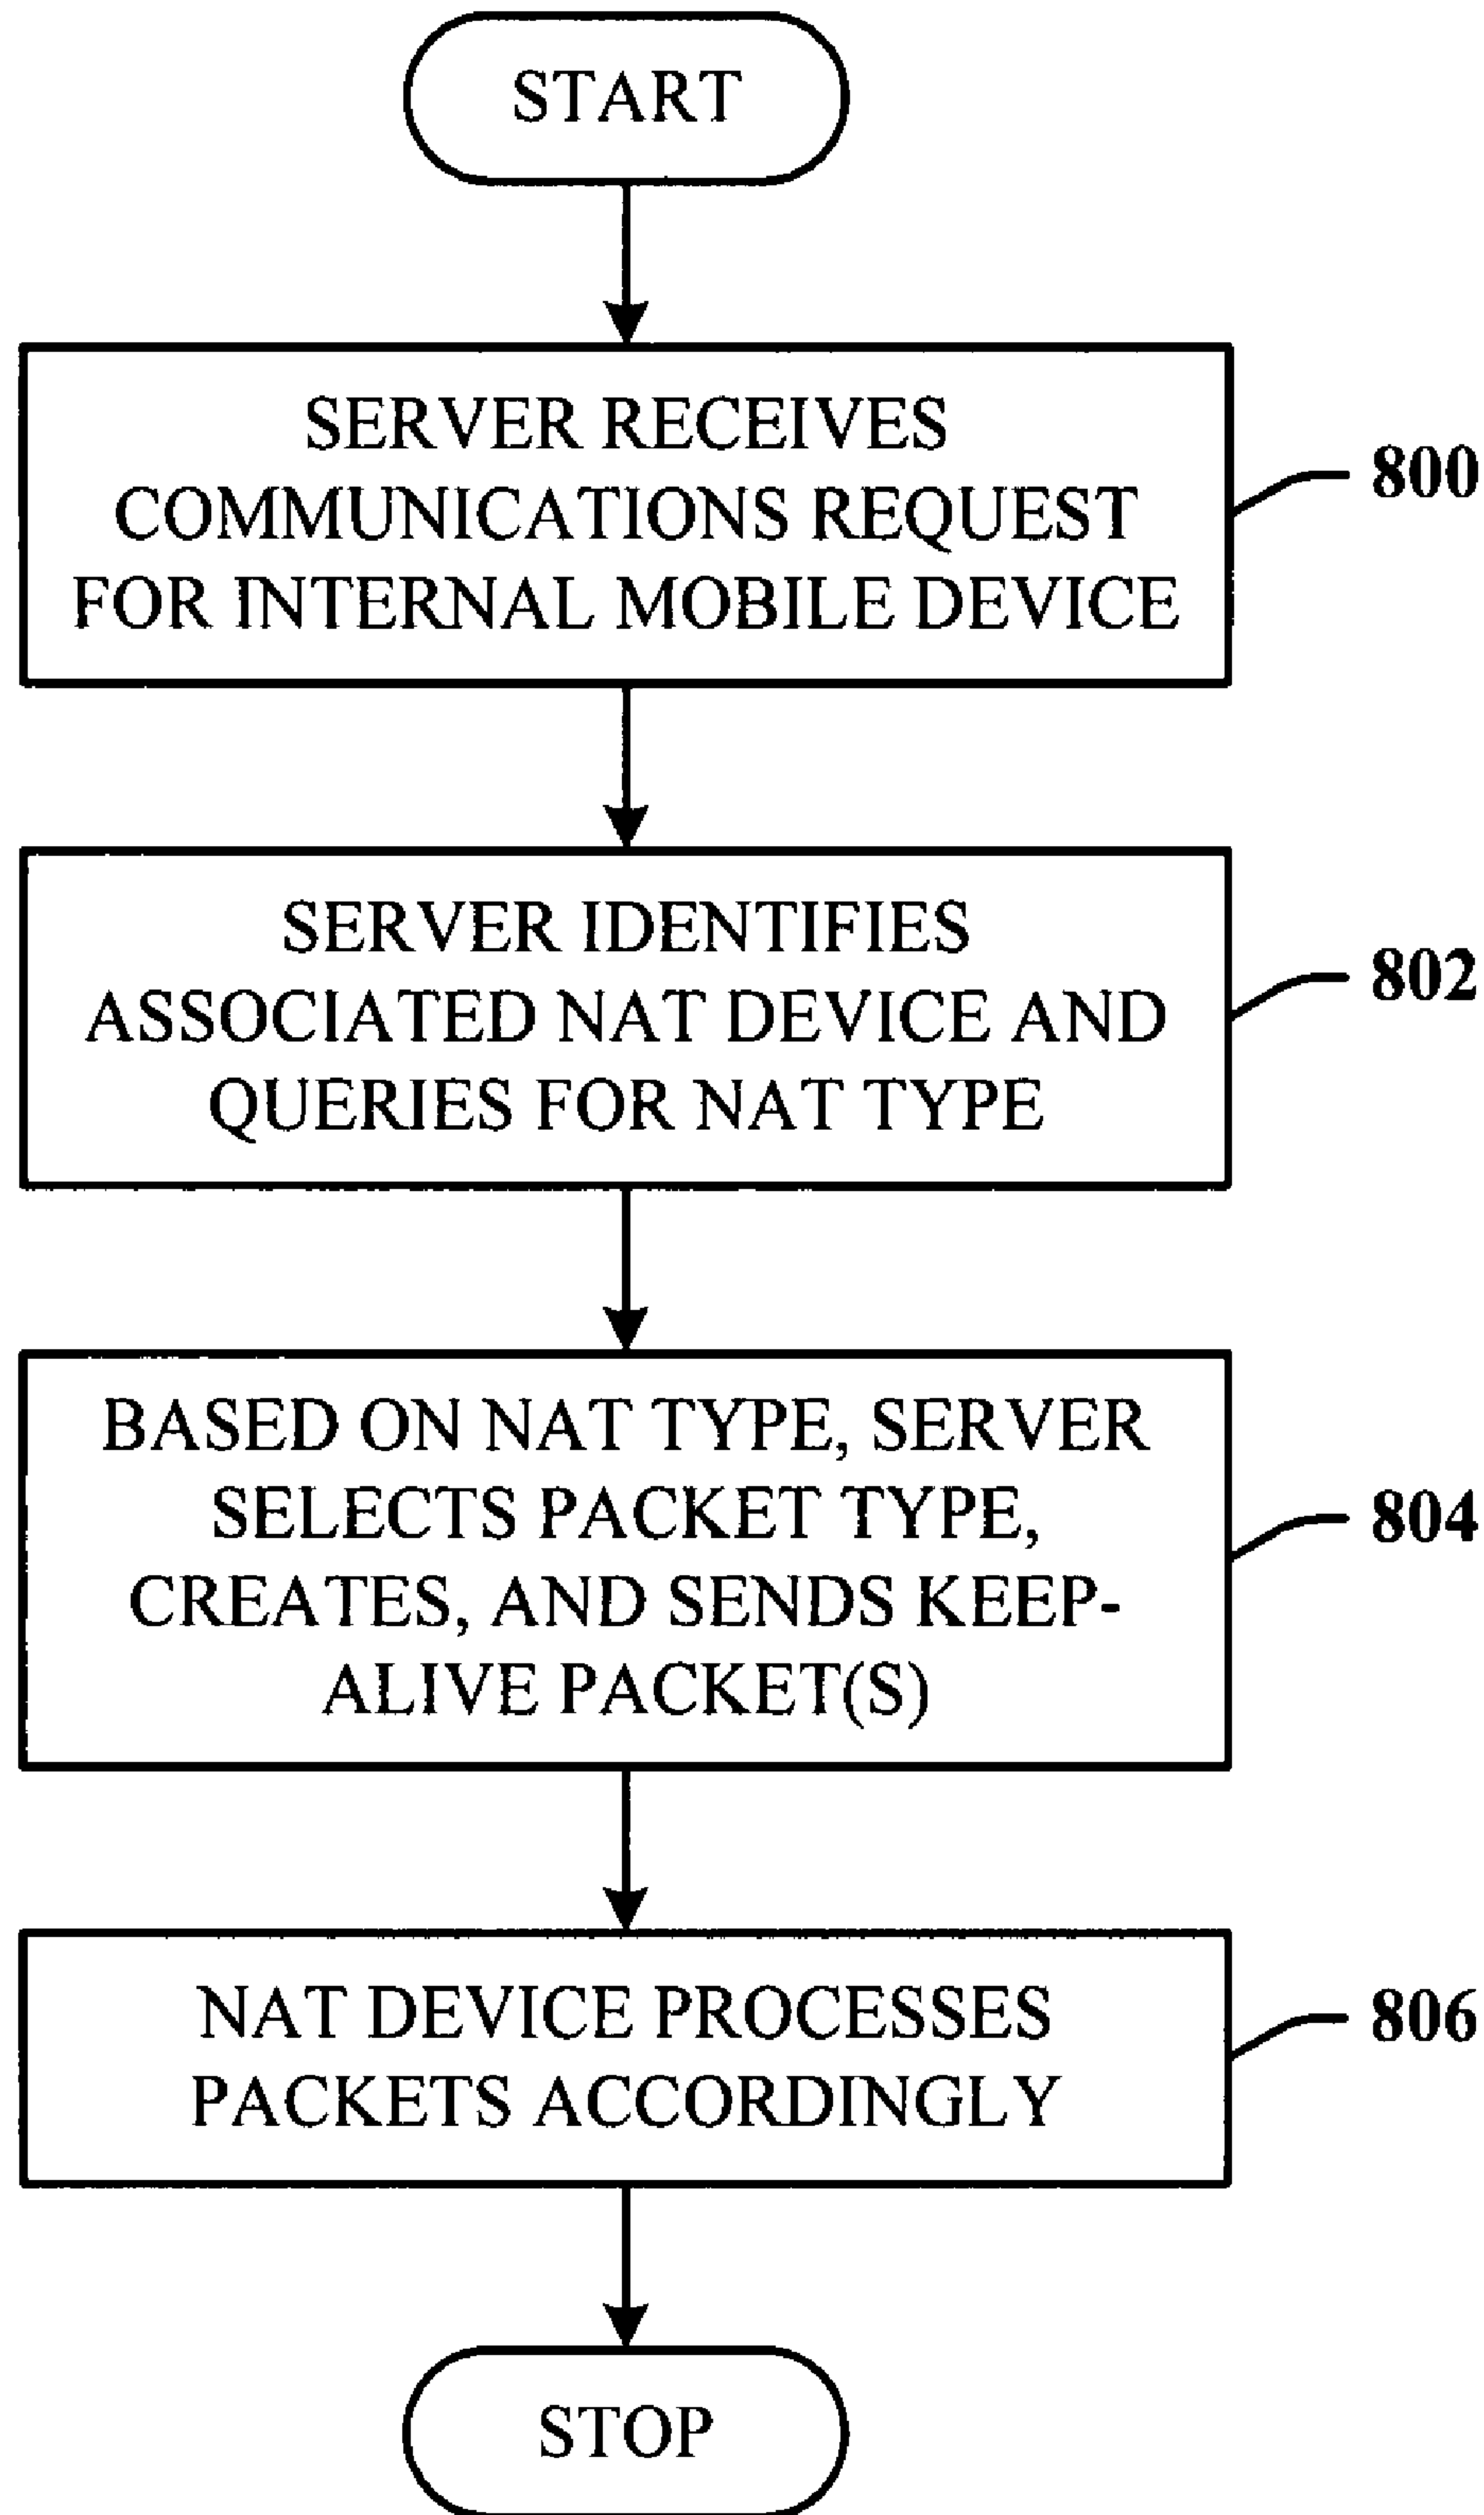 START
SERVER RECEIVES
COMMUNICATIONS REQUEST
FOR INTERNAL MOBILE DEVICE
800
SERVER IDENTIFIES
ASSOCIATED NAT DEVICE AND
QUERIES FOR NAT TYPE
802
BASED ON NAT TYPE, SERVER
SELECTS PACKET TYPE,
CREATES, AND SENDS KEEP-
ALIVE PACKET(S)
804
NAT DEVICE PROCESSES
PACKETS ACCORDINGLY
806
STOP